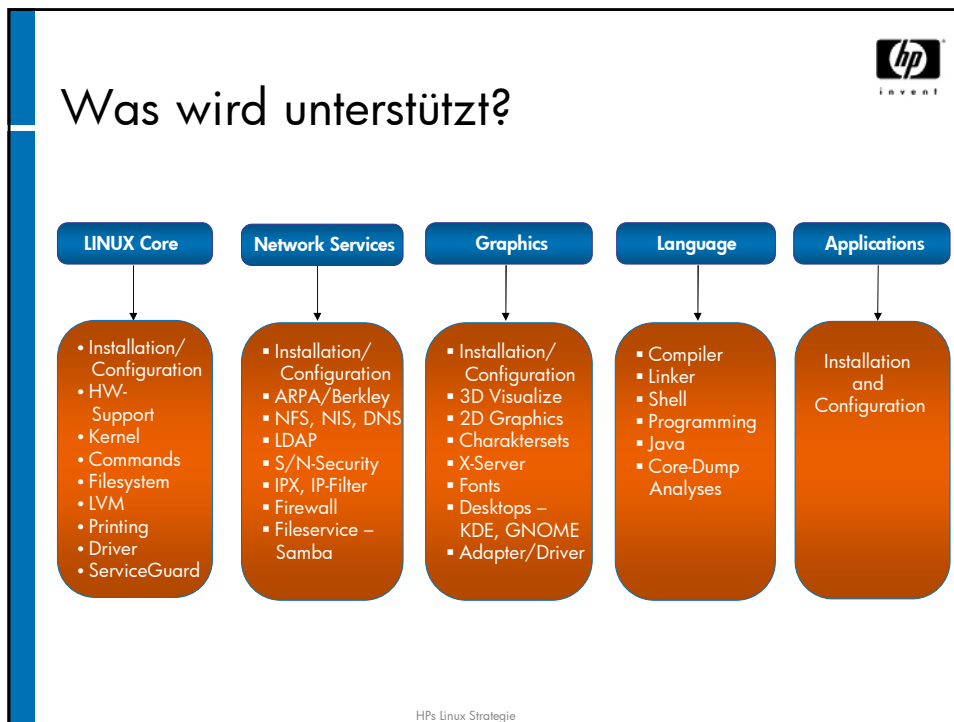 hp
invent
Was wird unterstützt?
LINUX Core
Network Services
Graphics
Language
Applications
• Installation/
Configuration
• HW-
Support
• Kernel
• Commands
• Filesystem
• LVM
• Printing
• Driver
• ServiceGuard
▪ Installation/
Configuration
▪ ARPA/Berkley
▪ NFS, NIS, DNS
▪ LDAP
▪ S/N-Security
▪ IPX, IP-Filter
▪ Firewall
▪ Fileservice –
Samba
▪ Installation/
Configuration
▪ 3D Visualize
▪ 2D Graphics
▪ Charaktersets
▪ X-Server
▪ Fonts
▪ Desktops –
KDE, GNOME
▪ Adapter/Driver
▪ Compiler
▪ Linker
▪ Shell
▪ Programming
▪ Java
▪ Core-Dump
Analyses
Installation
and
Configuration
HPs Linux Strategie